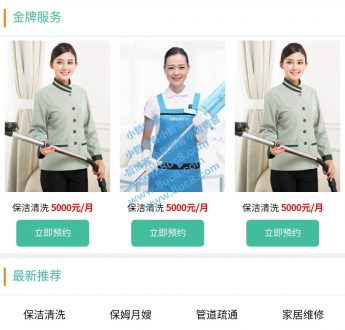 金牌服务
保洁清洗 5000元/月 保洁清洗 5000元/月 保洁清洗 5000元/月
立即预约 立即预约 立即预约
最新推荐
保洁清洗 保姆月嫂 管道疏通 家居维修